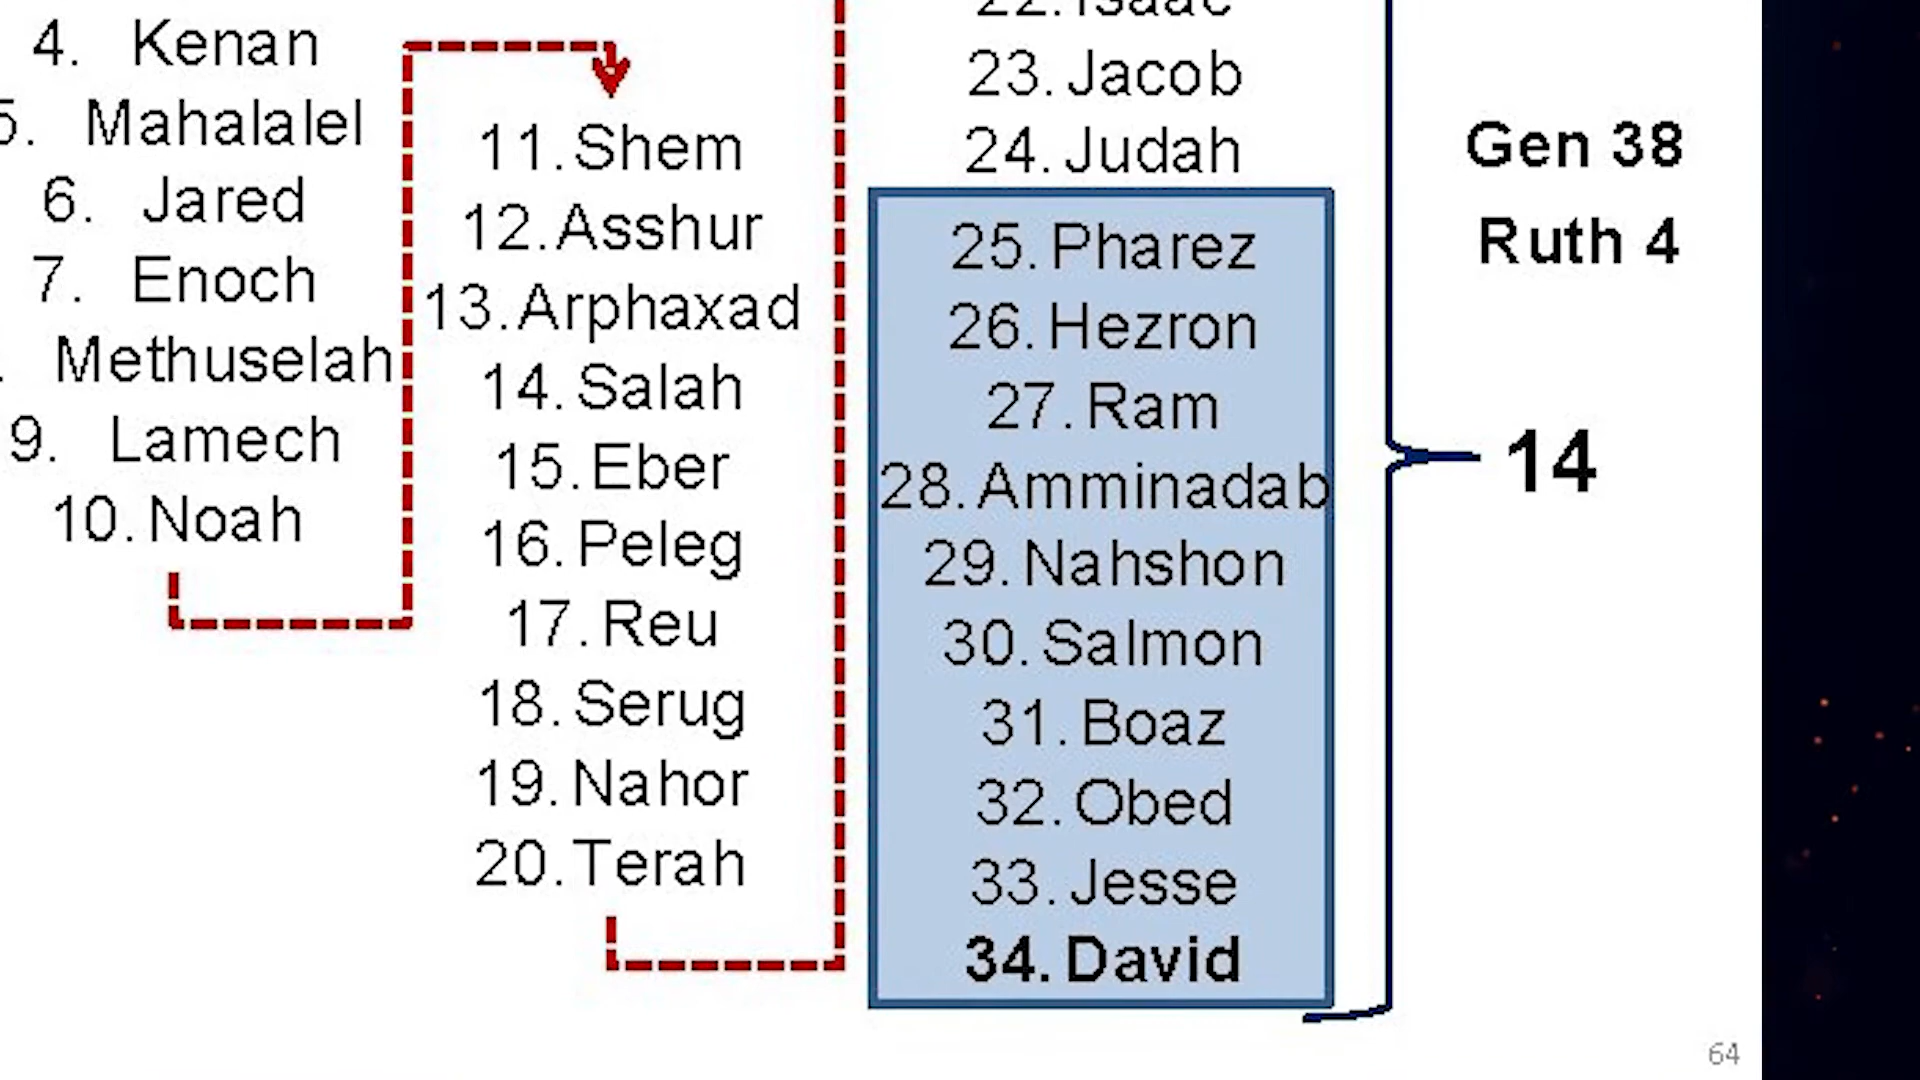 4. Kenan
5. Mahalalel
6. Jared
7. Enoch
. Methuselah
9. Lamech
10. Noah
11. Shem
12. Asshur
13. Arphaxad
14. Salah
15. Eber
16. Peleg
17. Reu
18. Serug
19. Nahor
20. Terah
22. Isaac
23. Jacob
24. Judah
25. Pharez
26. Hezron
27. Ram
28. Amminadab
29. Nahshon
30. Salmon
31. Boaz
32. Obed
33. Jesse
34. David
Gen 38
Ruth 4
14
64